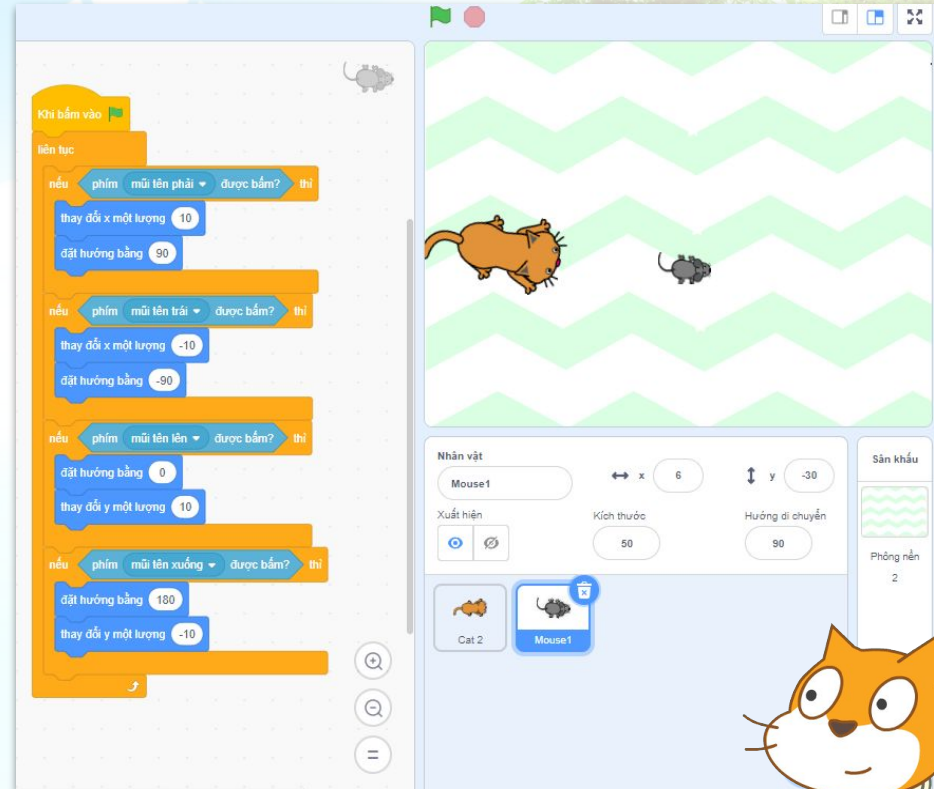 Khi bấm vào
liên tục
nếu phím mũi tên phải được bấm? thì
thay đổi x một lượng 10
đặt hướng bằng 90
nếu phím mũi tên trái được bấm? thì
thay đổi x một lượng -10
đặt hướng bằng -90
nếu phím mũi tên lên được bấm? thì
đặt hướng bằng 0
thay đổi y một lượng 10
nếu phím mũi tên xuống được bấm? thì
đặt hướng bằng 180
thay đổi y một lượng -10
Nhân vật
Mouse1
x 6
y -30
Xuất hiện
Kích thước
50
Hướng di chuyển
90
Cat 2
Mouse1
Sân khấu
Phông nền
2